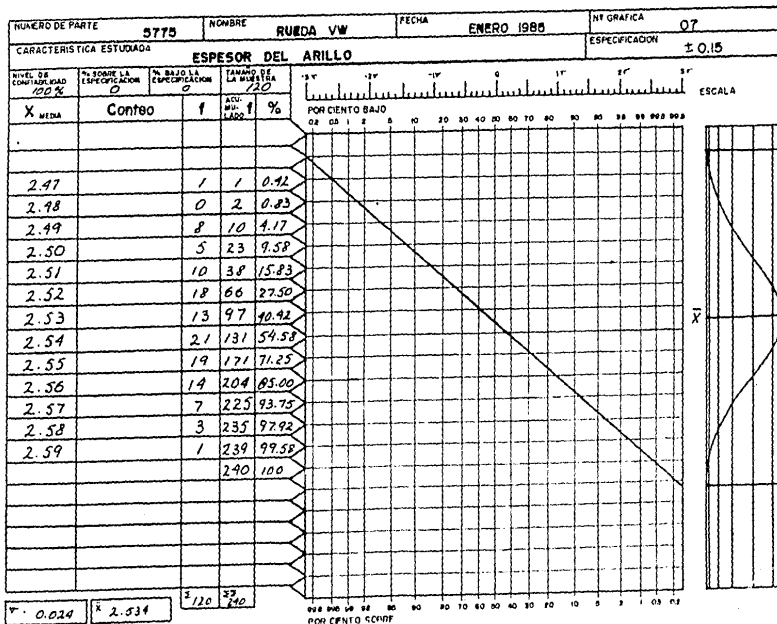 NUMERO DE PARTE 5775 NOMBRE RUEDA VW FECHA ENERO 1986 Nº GRAFICA 07
CARACTERISTICA ESTUDIADA ESPESOR DEL ARILLO ESPECIFICACION ± 0.15
NIVEL DE CONFIABILIDAD 100 % % SOBRE LA ESPECIFICACION 0 % BAJO LA ESPECIFICACION 0 TAMAÑO DE LA MUESTRA 120
ESCALA
X MEDIA Conteo f ACU-MU-LADO f %
POR CIENTO BAJO
2.47 1 1 0.42
2.48 0 2 0.83
2.49 8 10 4.17
2.50 5 23 9.58
2.51 10 38 15.83
2.52 18 66 27.50
2.53 13 97 40.42
2.54 21 131 54.58
2.55 19 171 71.25
2.56 14 204 85.00
2.57 7 225 93.75
2.58 3 235 97.92
2.59 1 239 99.58
240 100
X̄
Σ 120 240
0.024 X̄ 2.534
POR CIENTO SOBRE